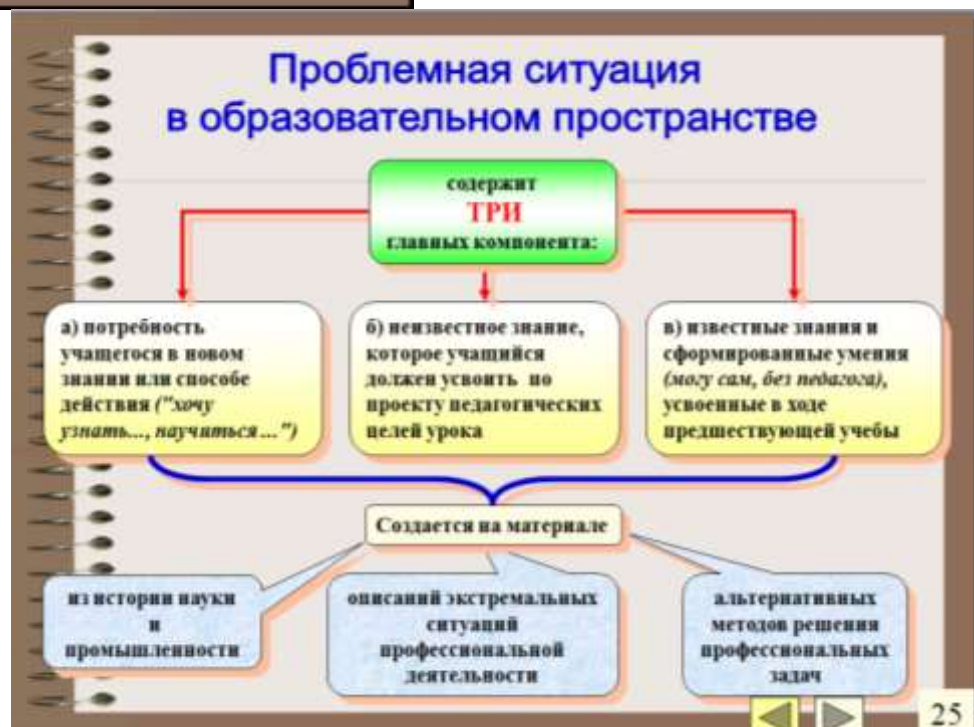 Проблемная ситуация
в образовательном пространстве
содержит
ТРИ
главных компонента:
а) потребность
учащегося в новом
знании или способе
действия ("хочу
узнать..., научиться...")
б) неизвестное знание,
которое учащийся
должен усвоить по
проекту педагогических
целей урока
в) известные знания и
сформированные умения
(могу сам, без педагога),
усвоенные в ходе
предшествующей учебы
Создается на материале
из истории науки
и
промышленности
описаний экстремальных
ситуаций
профессиональной
деятельности
альтернативных
методов решения
профессиональных
задач
25